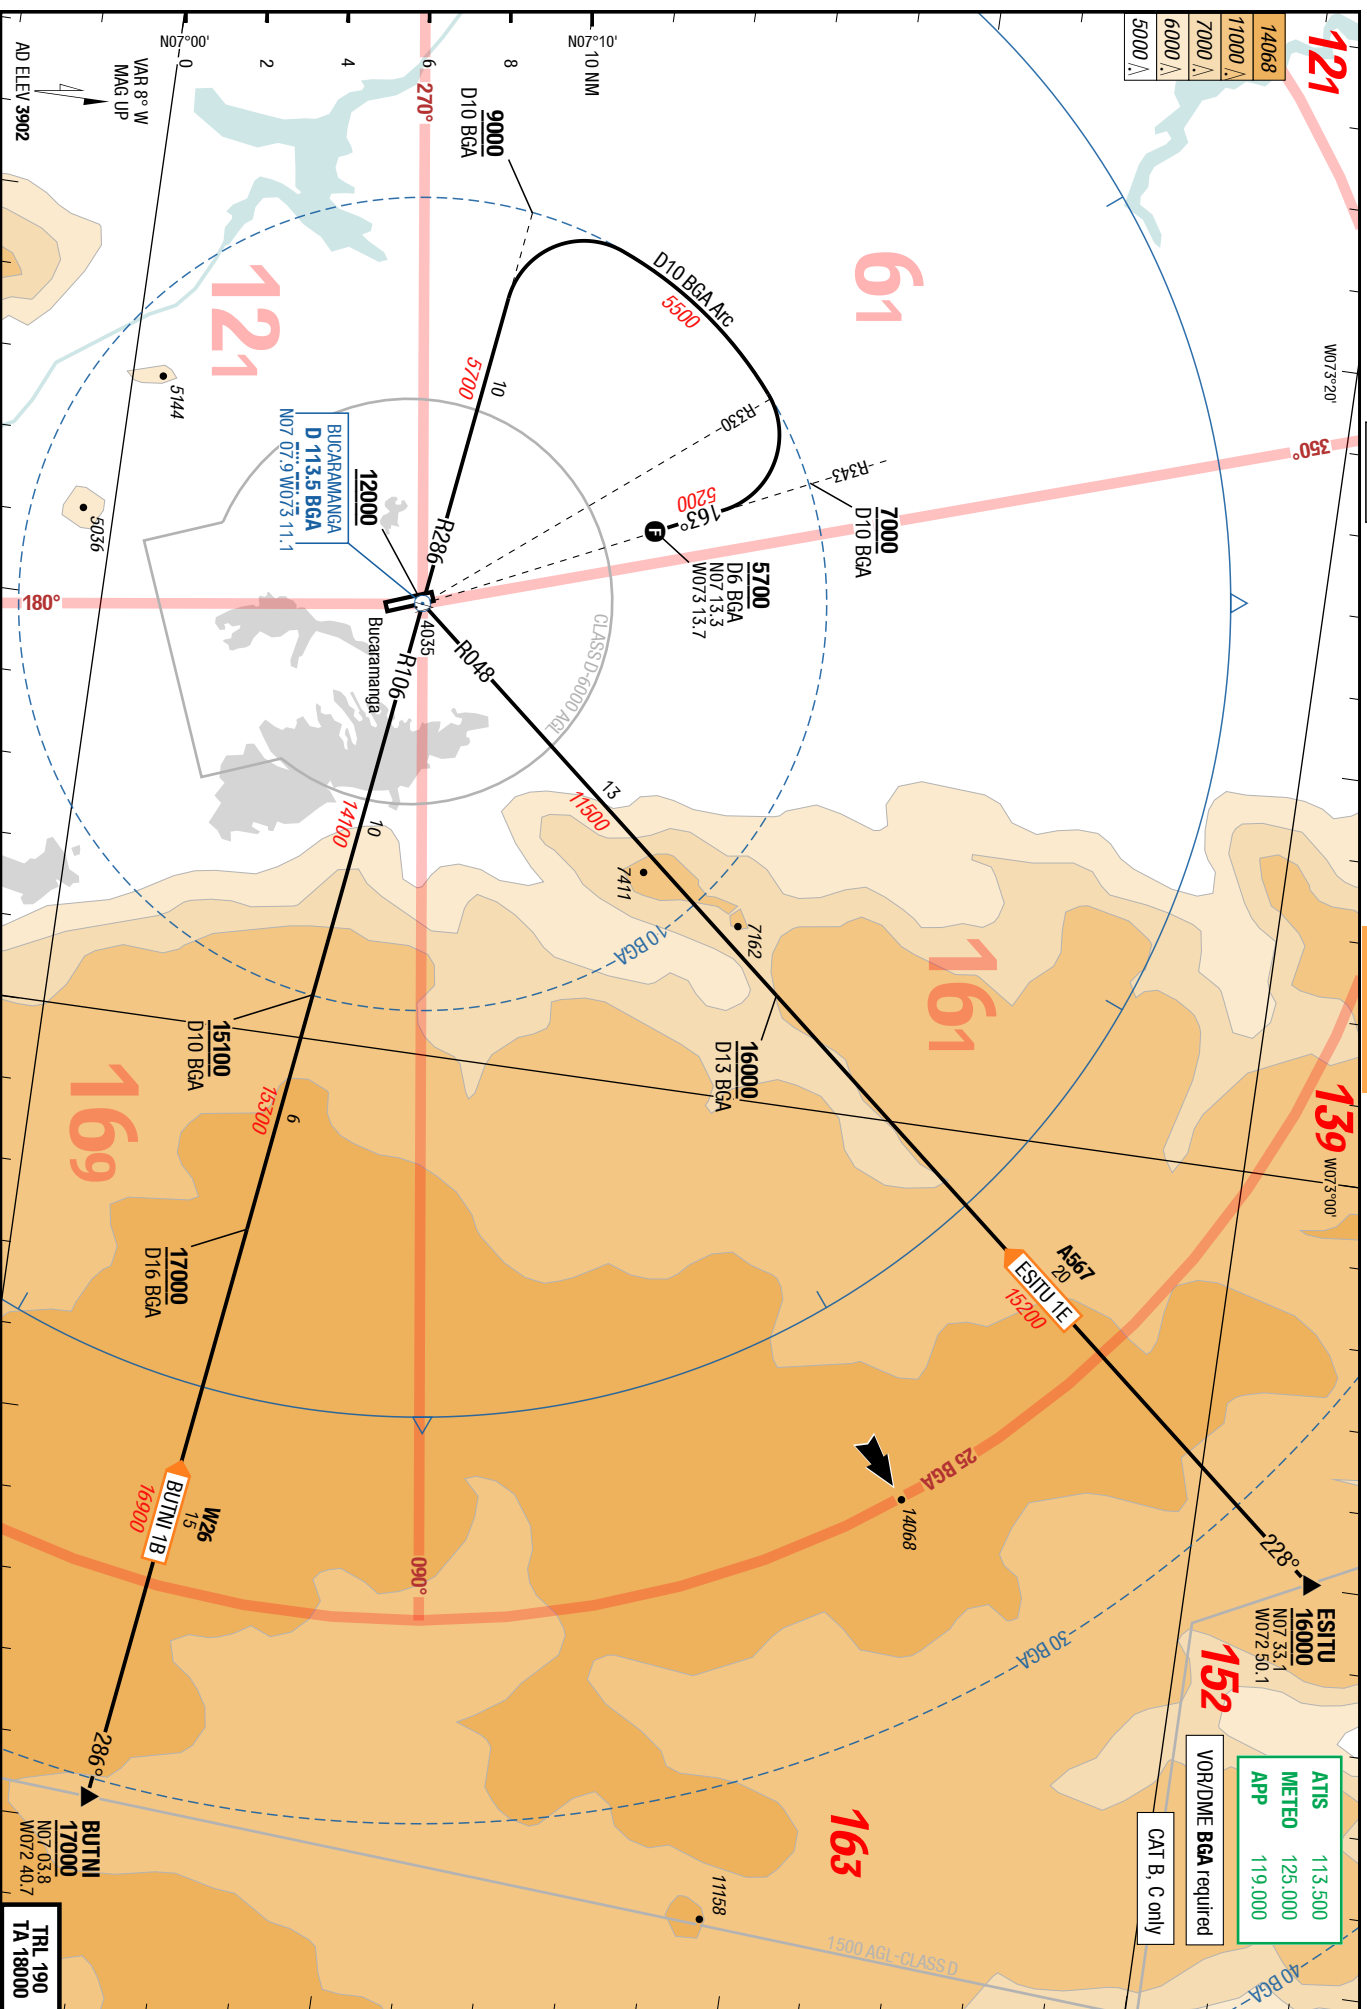 12₁
14068
11000
7000
6000
5000
N07°00'
N07°10'
0
2
4
6
8
10 NM
VAR 8° W
MAG UP
AD ELEV 3902
270°
350°
180°
090°
W073°20'
W073°00'
9000
D10 BGA
D10 BGA Arc
5500
6₁
12₁
16₁
16₉
13₉
15₂
16₃
5700
10
R286
R330
R343
5200
163°
7000
D10 BGA
F
5700
D6 BGA
N07 13.3
W073 13.7
5144
5036
12000
BUCARAMANGA
D 113.5 BGA
N07 07.9 W073 11.1
4035
Bucaramanga
CLASS D-6000 AGL
R048
R106
13
11500
7411
7162
10 BGA
14100
10
15100
D10 BGA
15300
6
17000
D16 BGA
16000
D13 BGA
A567
20
ESITU 1E
15200
25 BGA
14068
228°
ESITU
16000
N07 33.1
W072 50.1
W26
15
BUTNI 1B
16900
286°
BUTNI
17000
N07 03.8
W072 40.7
30 BGA
40 BGA
11158
1500 AGL-CLASS D
ATIS 113.500
METEO 125.000
APP 119.000
VOR/DME BGA required
CAT B, C only
TRL 190
TA 18000